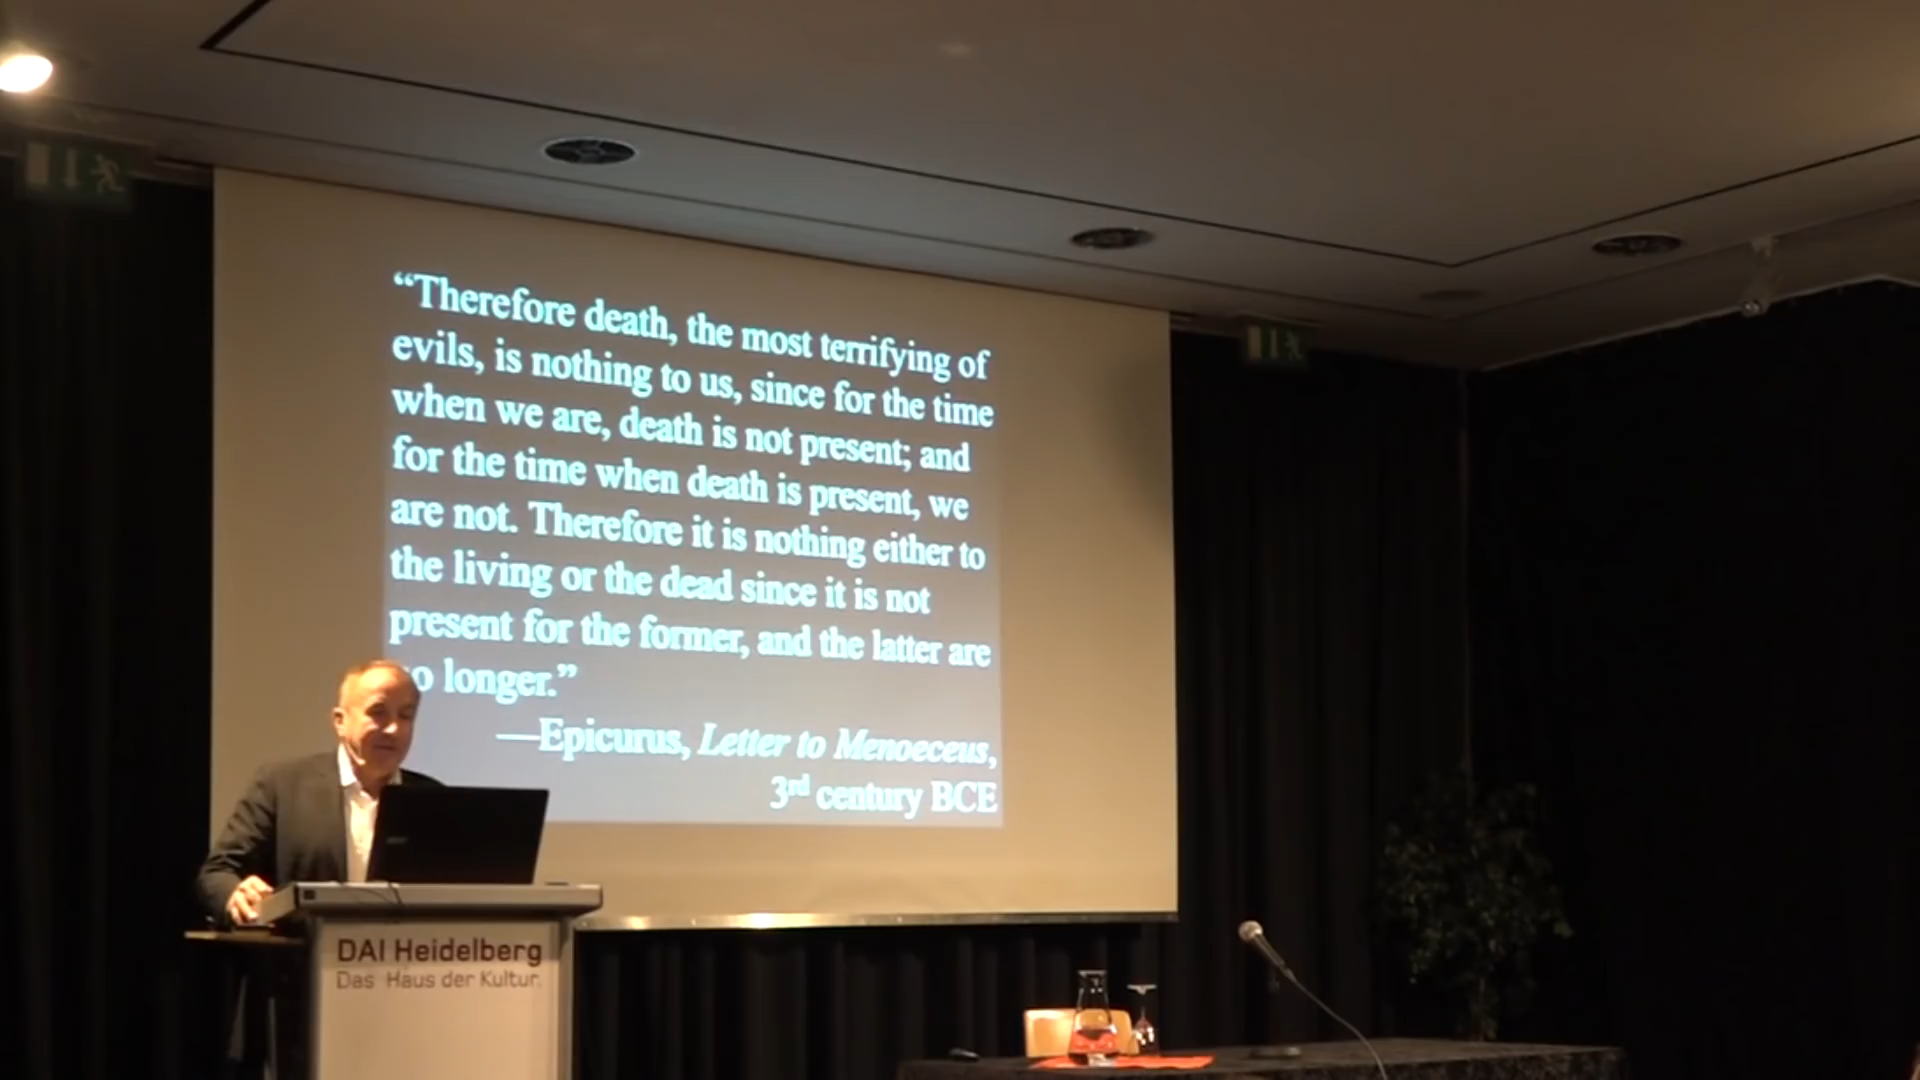 “Therefore death, the most terrifying of
evils, is nothing to us, since for the time
when we are, death is not present; and
for the time when death is present, we
are not. Therefore it is nothing either to
the living or the dead since it is not
present for the former, and the latter are
o longer.”
—Epicurus, Letter to Menoeceus,
3rd century BCE
DAI Heidelberg
Das Haus der Kultur.